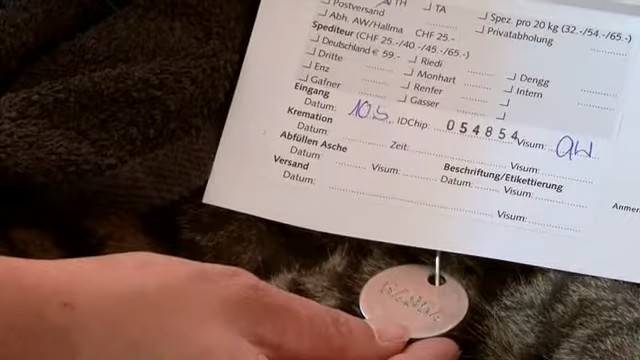 TH ☐ TA
☐ Postversand ☐ Spez. pro 20 kg (32.-/54.-/65.-)
☐ Abh. AW/Hallma CHF 25.- ☐ Privatabholung
Spediteur (CHF 25.-/40.-/45.-/65.-)
☐ Deutschland € 59.- ☐ Riedi
☐ Dritte ☐ Monhart ☐ Dengg
☐ Enz ☐ Renfer ☐ Intern
☐ Gafner ☐ Gasser ☐
Eingang
Datum: 10.5. IDChip: 054854 Visum: aw
Kremation
Datum: Zeit: Visum:
Abfüllen Asche Beschriftung/Etikettierung
Datum: Visum: Datum: Visum:
Versand
Datum: Visum: